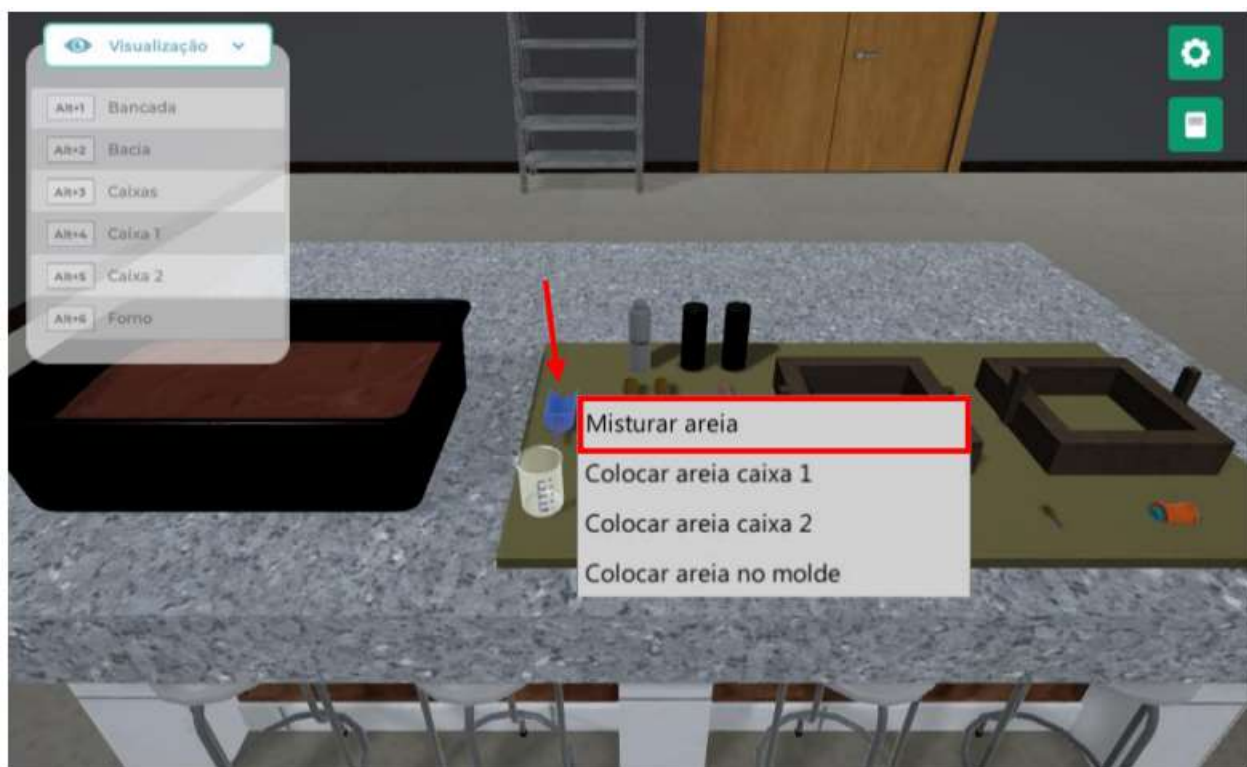 Visualização
Alt+1 Bancada
Alt+2 Bacia
Alt+3 Caixas
Alt+4 Caixa 1
Alt+5 Caixa 2
Alt+6 Forno
Misturar areia
Colocar areia caixa 1
Colocar areia caixa 2
Colocar areia no molde